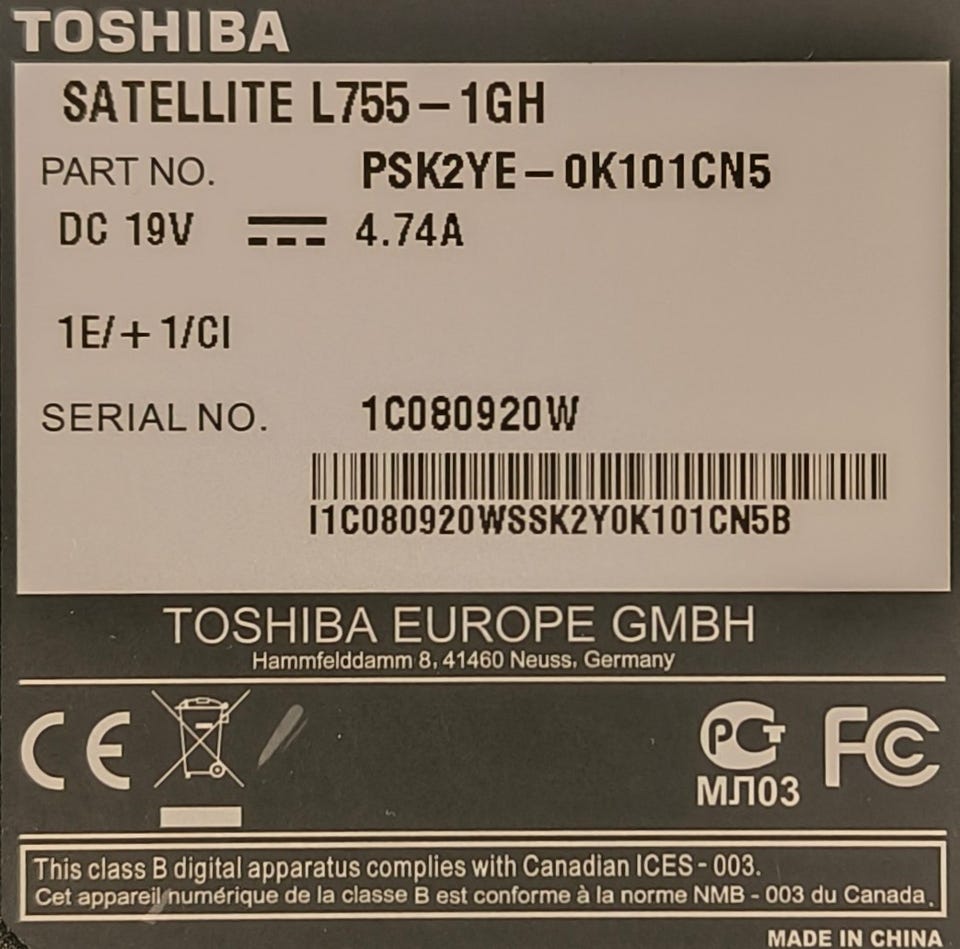 TOSHIBA
SATELLITE L755-1GH
PART NO. PSK2YE-0K101CN5
DC 19V ⎓ 4.74A
1E/+1/CI
SERIAL NO. 1C080920W
I1C080920WSSK2Y0K101CN5B
TOSHIBA EUROPE GMBH
Hammfelddamm 8, 41460 Neuss, Germany
CE PCT FC
МЛ03
This class B digital apparatus complies with Canadian ICES - 003.
Cet appareil numérique de la classe B est conforme à la norme NMB - 003 du Canada.
MADE IN CHINA